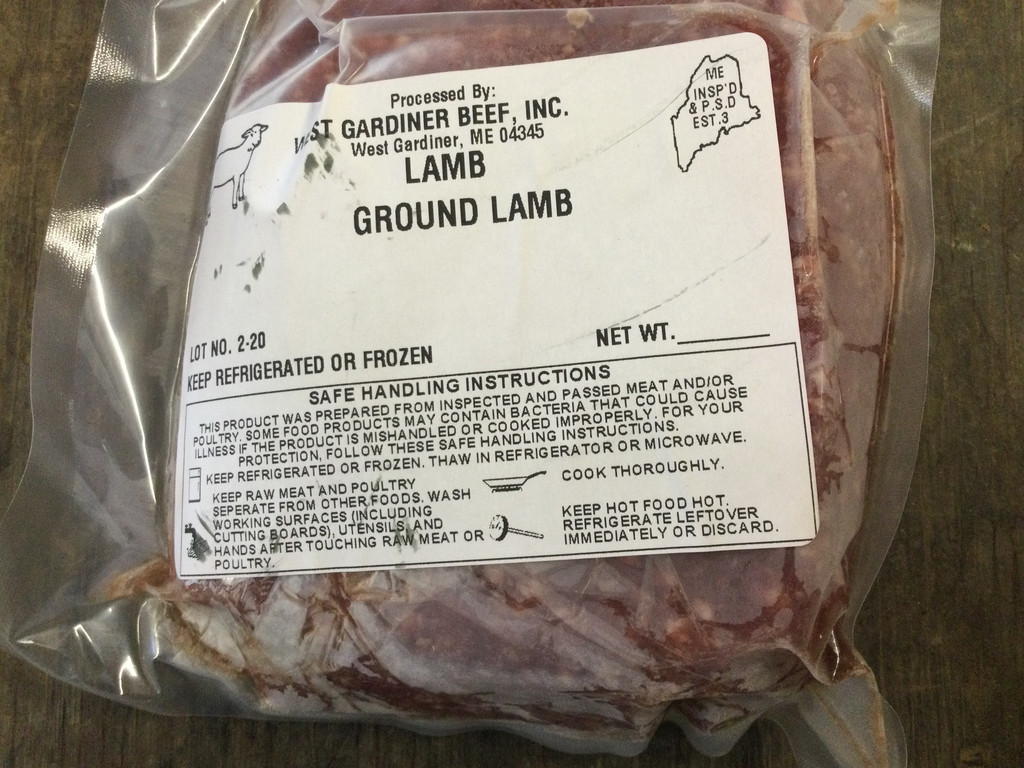 Processed By:
WEST GARDINER BEEF, INC.
West Gardiner, ME 04345
LAMB
GROUND LAMB
ME
INSP'D
& P.S.D
EST.3
LOT NO. 2-20
NET WT.
KEEP REFRIGERATED OR FROZEN
SAFE HANDLING INSTRUCTIONS
THIS PRODUCT WAS PREPARED FROM INSPECTED AND PASSED MEAT AND/OR
POULTRY. SOME FOOD PRODUCTS MAY CONTAIN BACTERIA THAT COULD CAUSE
ILLNESS IF THE PRODUCT IS MISHANDLED OR COOKED IMPROPERLY. FOR YOUR
PROTECTION, FOLLOW THESE SAFE HANDLING INSTRUCTIONS.
KEEP REFRIGERATED OR FROZEN. THAW IN REFRIGERATOR OR MICROWAVE.
KEEP RAW MEAT AND POULTRY
SEPERATE FROM OTHER FOODS. WASH
WORKING SURFACES (INCLUDING
CUTTING BOARDS), UTENSILS, AND
HANDS AFTER TOUCHING RAW MEAT OR
POULTRY.
COOK THOROUGHLY.
KEEP HOT FOOD HOT.
REFRIGERATE LEFTOVER
IMMEDIATELY OR DISCARD.